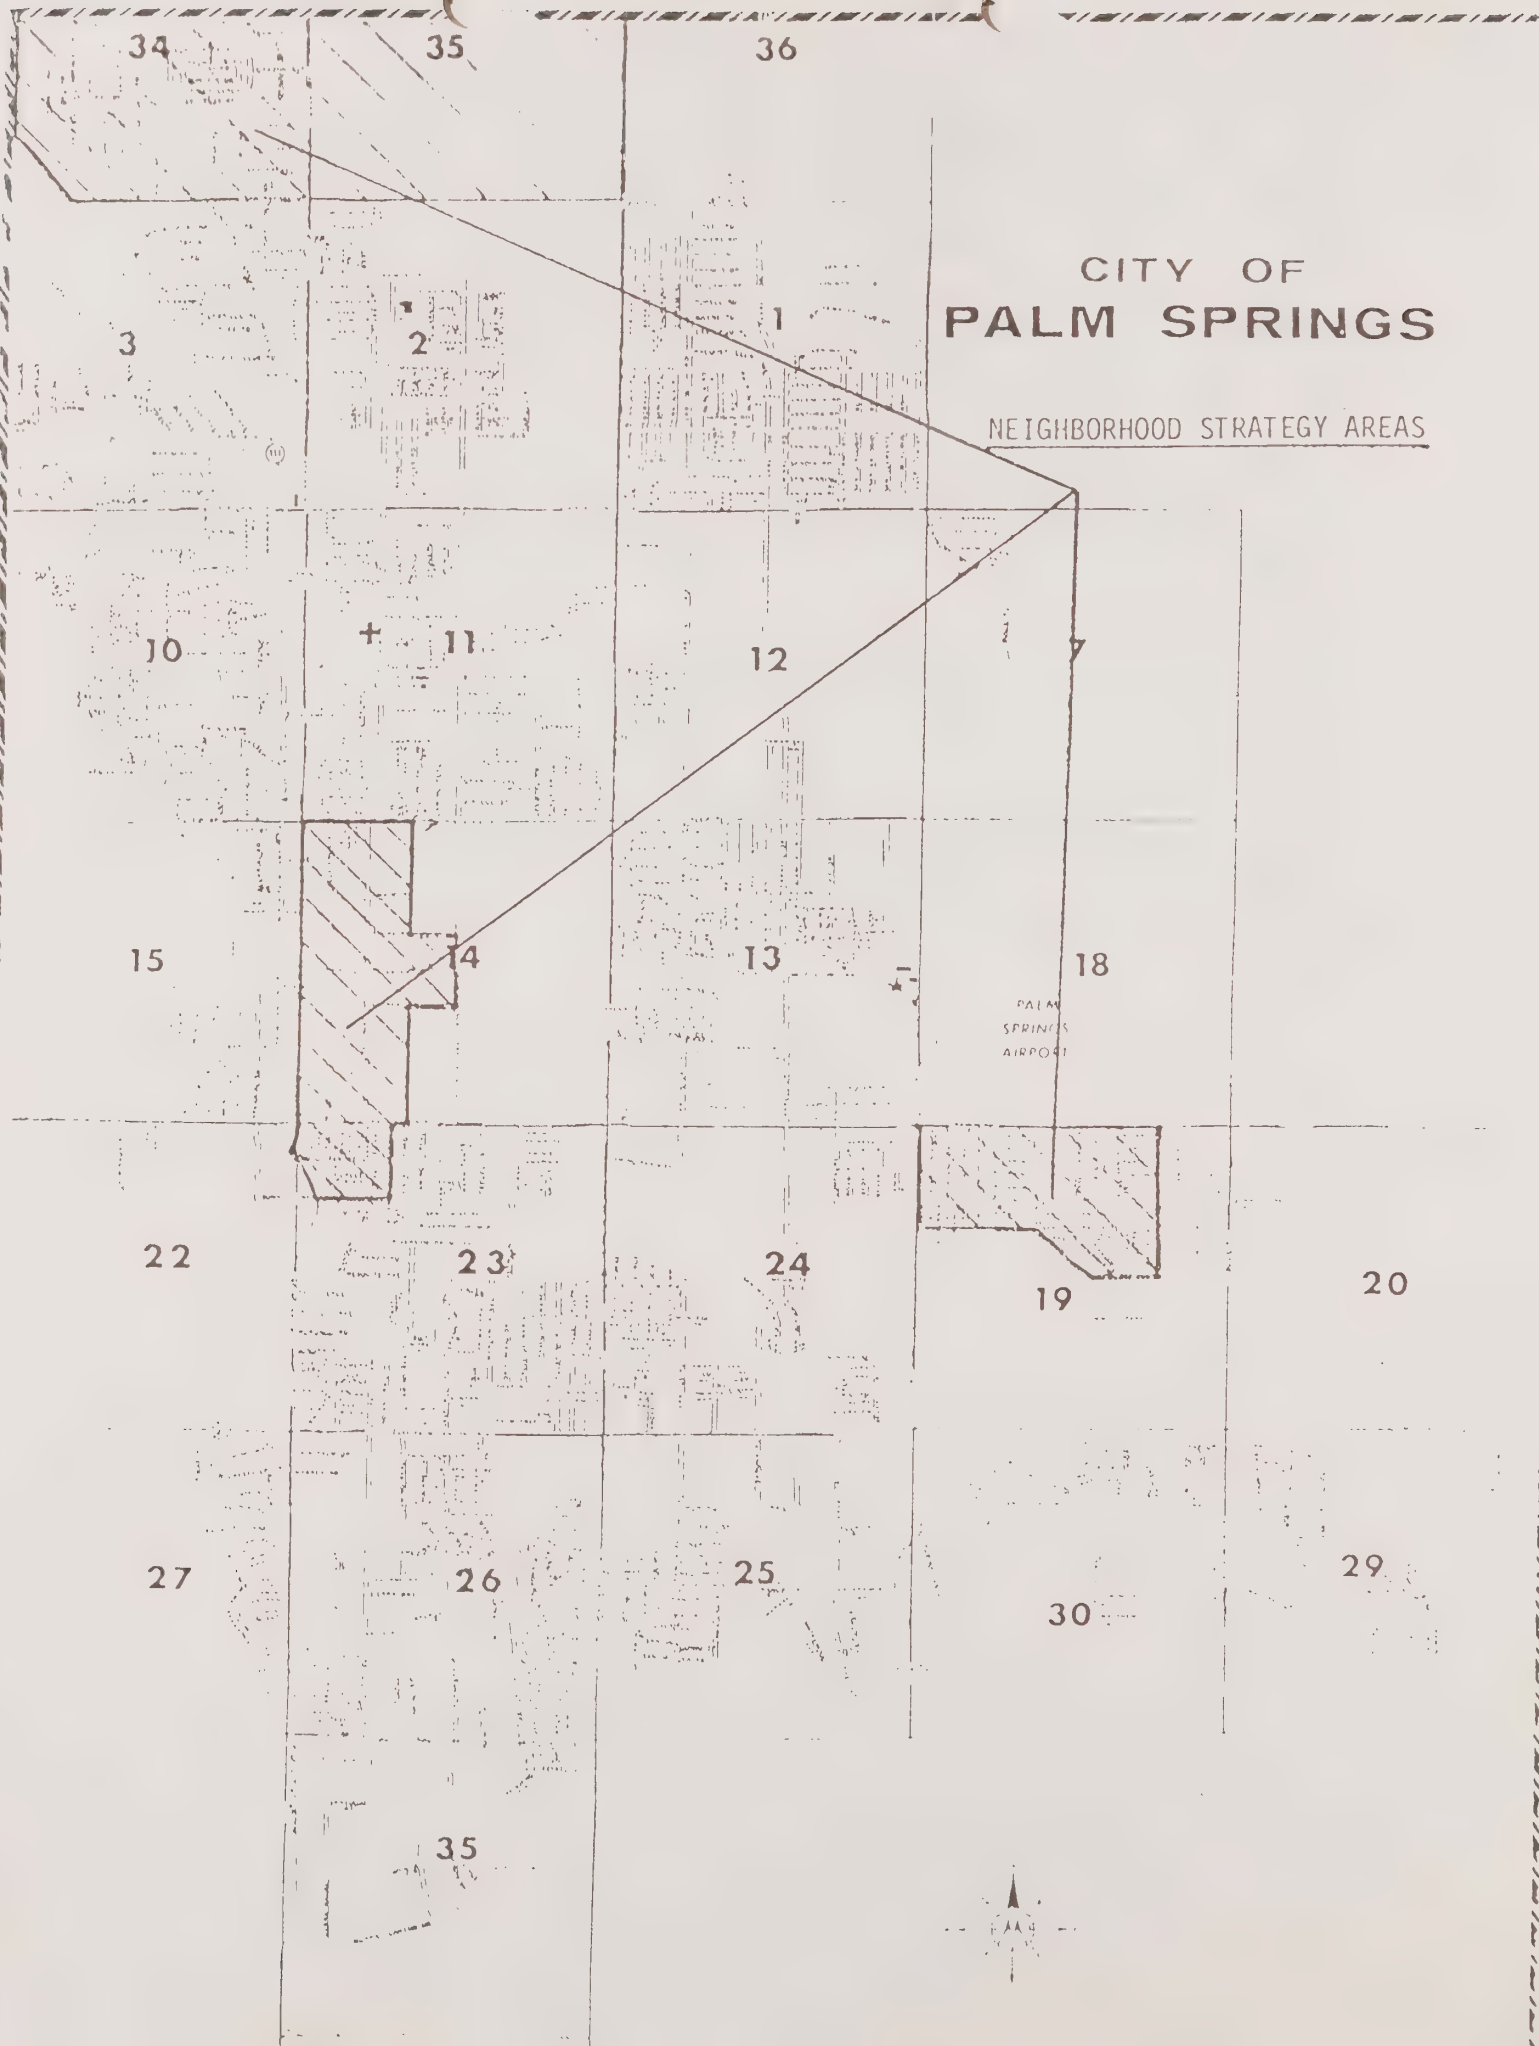 34 35 36
CITY OF
PALM SPRINGS
NEIGHBORHOOD STRATEGY AREAS
3 2 1
10 11 12 7
15 14 13 18
PALM
SPRINGS
AIRPORT
22 23 24 19 20
27 26 25 30 29
35